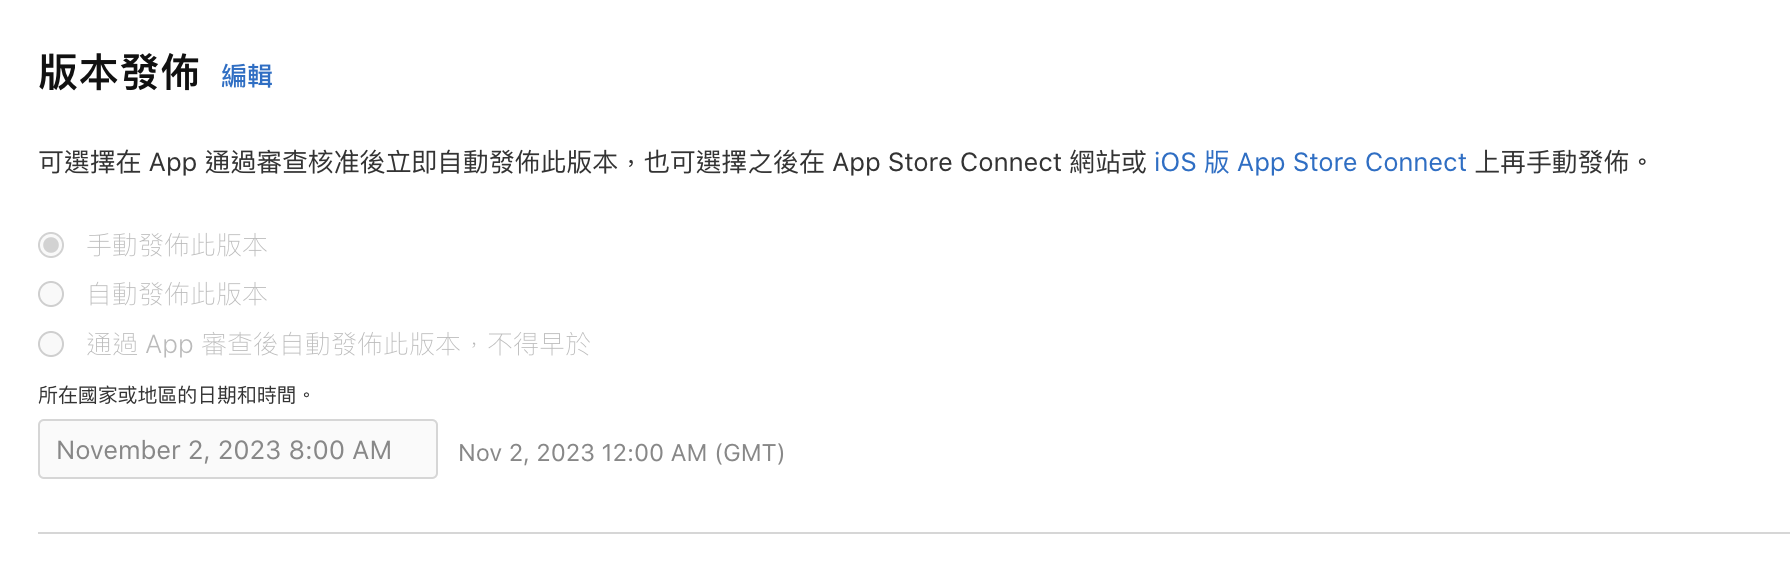 版本發佈 編輯
可選擇在 App 通過審查核准後立即自動發佈此版本，也可選擇之後在 App Store Connect 網站或 iOS 版 App Store Connect 上再手動發佈。
手動發佈此版本
自動發佈此版本
通過 App 審查後自動發佈此版本，不得早於
所在國家或地區的日期和時間。
November 2, 2023 8:00 AM Nov 2, 2023 12:00 AM (GMT)